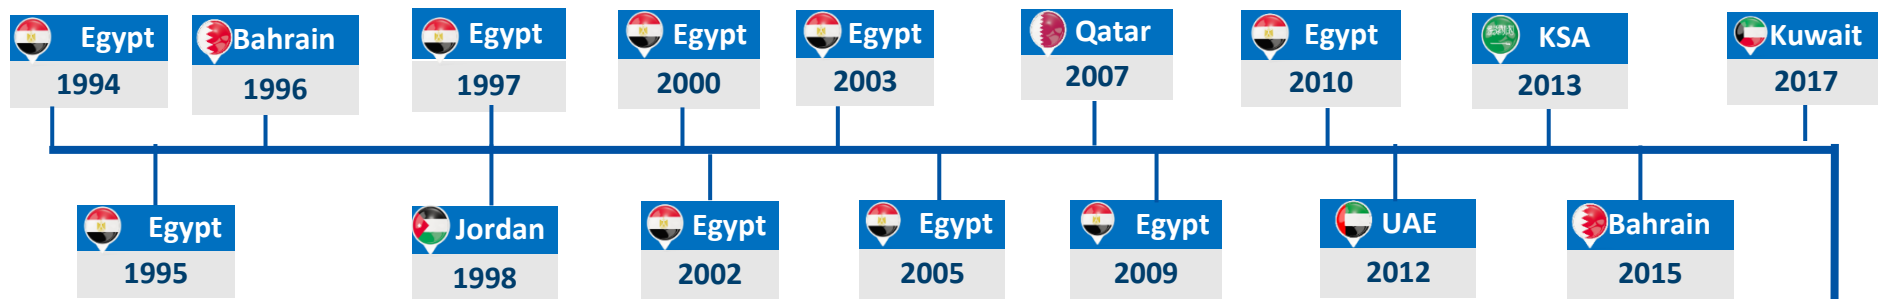 Egypt
1994
Bahrain
1996
Egypt
1997
Egypt
2000
Egypt
2003
Qatar
2007
Egypt
2010
KSA
2013
Kuwait
2017
Egypt
1995
Jordan
1998
Egypt
2002
Egypt
2005
Egypt
2009
UAE
2012
Bahrain
2015